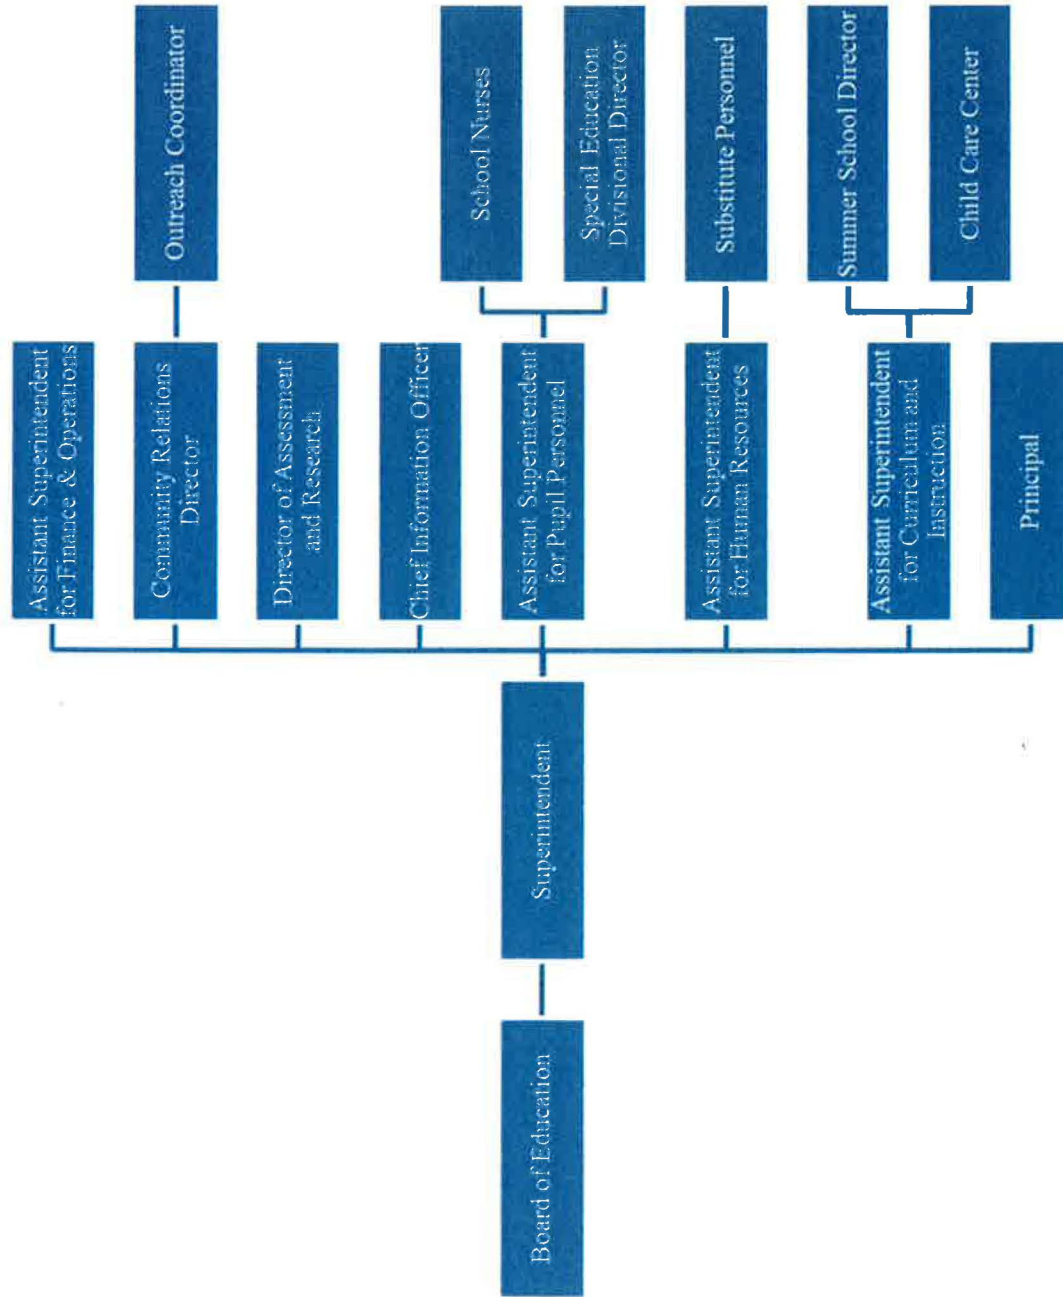 Board of Education
Superintendent
Assistant Superintendent
for Finance & Operations
Community Relations
Director
Outreach Coordinator
Director of Assessment
and Research
Chief Information Officer
Assistant Superintendent
for Pupil Personnel
School Nurses
Special Education
Divisional Director
Assistant Superintendent
for Human Resources
Substitute Personnel
Assistant Superintendent
for Curriculum and
Instruction
Summer School Director
Child Care Center
Principal